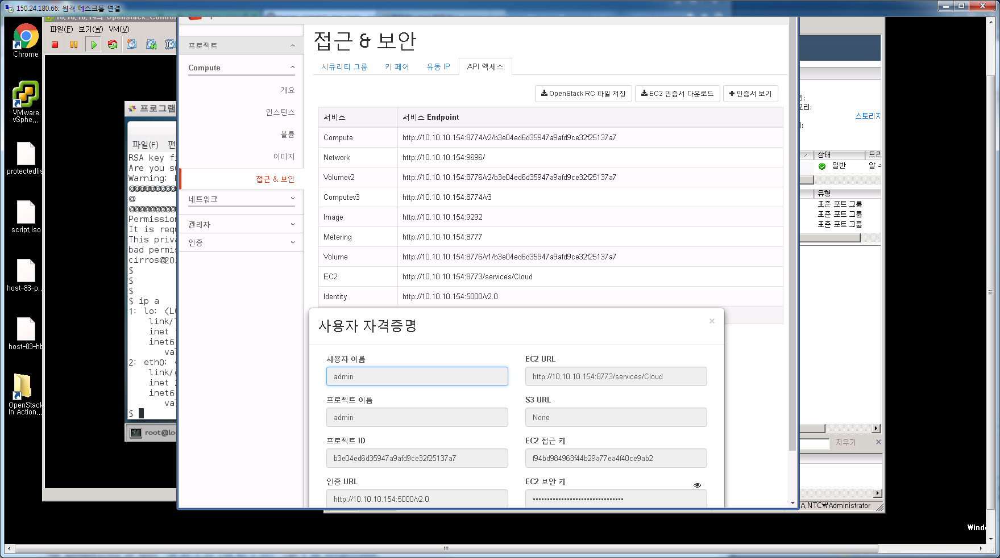 150.24.180.66: 원격 데스크톱 연결
Chrome
VMware
vSphe...
protectedlis
script.iso
host-83-p..
host-83-hb
OpenStack
In Action...
파일(F) 보기(W) VM(V)
프로그램
파일(F) 편
RSA key fi
Are you su
Warning:
@@@@@@@@@@
@
@@@@@@@@@@
Permission
It is requ
This priva
bad permis
cirros@20.
$
$
$
$ ip a
1: lo: <LO
link/l
inet
inet6
va
2: eth0: <
link/e
inet 2
inet6
va
$
root@lo
프로젝트
Compute
개요
인스턴스
볼륨
이미지
접근 & 보안
네트워크
관리자
인증
접근 & 보안
시큐리티 그룹 키 페어 유동 IP API 엑세스
OpenStack RC 파일 저장 EC2 인증서 다운로드 인증서 보기
서비스 서비스 Endpoint
Compute http://10.10.10.154:8774/v2/b3e04ed6d35947a9afd9ce32f25137a7
Network http://10.10.10.154:9696/
Volumev2 http://10.10.10.154:8776/v2/b3e04ed6d35947a9afd9ce32f25137a7
Computev3 http://10.10.10.154:8774/v3
Image http://10.10.10.154:9292
Metering http://10.10.10.154:8777
Volume http://10.10.10.154:8776/v1/b3e04ed6d35947a9afd9ce32f25137a7
EC2 http://10.10.10.154:8773/services/Cloud
Identity http://10.10.10.154:5000/v2.0
사용자 자격증명
×
사용자 이름
admin
프로젝트 이름
admin
프로젝트 ID
b3e04ed6d35947a9afd9ce32f25137a7
인증 URL
http://10.10.10.154:5000/v2.0
EC2 URL
http://10.10.10.154:8773/services/Cloud
S3 URL
None
EC2 접근 키
f94bd984963f44b29a77ea4f40ce9ab2
EC2 보안 키
스토리지
상태 드라
일반 알 수
유형
표준 포트 그룹
표준 포트 그룹
표준 포트 그룹
지우기
A.NTC₩Administrator
Windo